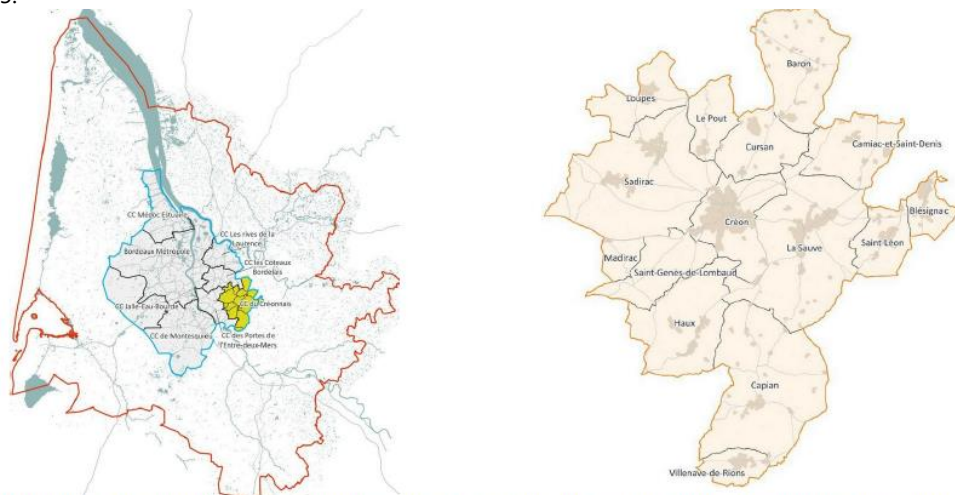 CC Médoc Estuaire
CC Les rives de la
Laurence
Bordeaux Métropole
CC les Côteaux
Bordelais
CC Jalle-Eau-Bourde
CC du Créonnais
CC de Montesquieu
CC des Portes de
l'Entre-deux-Mers
Baron
Loupes
Le Pout
Cursan
Camiac-et-Saint-Denis
Sadirac
Blésignac
Créon
La Sauve
Saint Léon
Madirac
Saint-Genès-de-Lombaud
Haux
Capian
Villenave-de-Rions